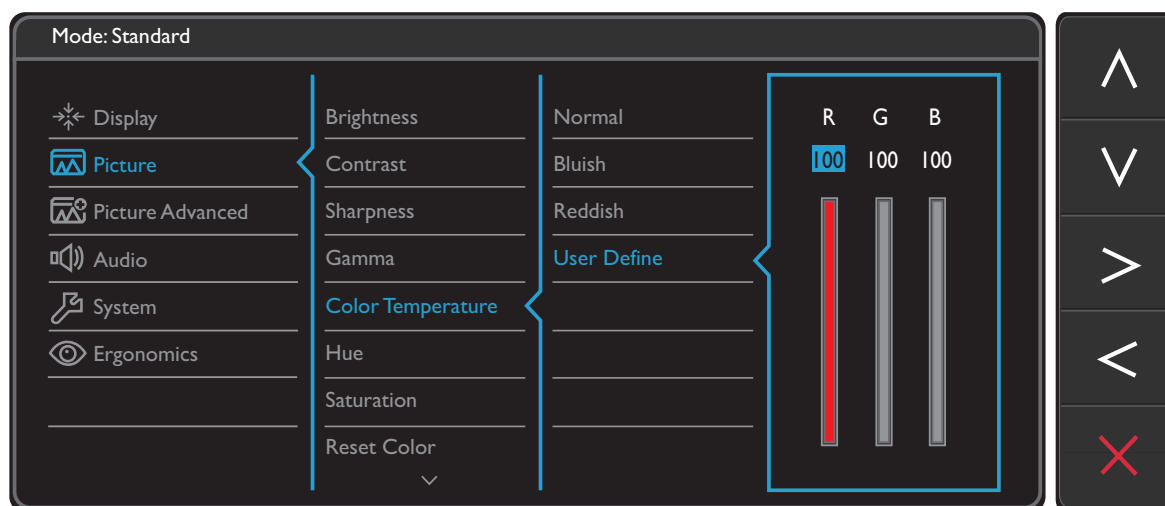 Mode: Standard
Display
Picture
Picture Advanced
Audio
System
Ergonomics
Brightness
Contrast
Sharpness
Gamma
Color Temperature
Hue
Saturation
Reset Color
Normal
Bluish
Reddish
User Define
R G B
100 100 100